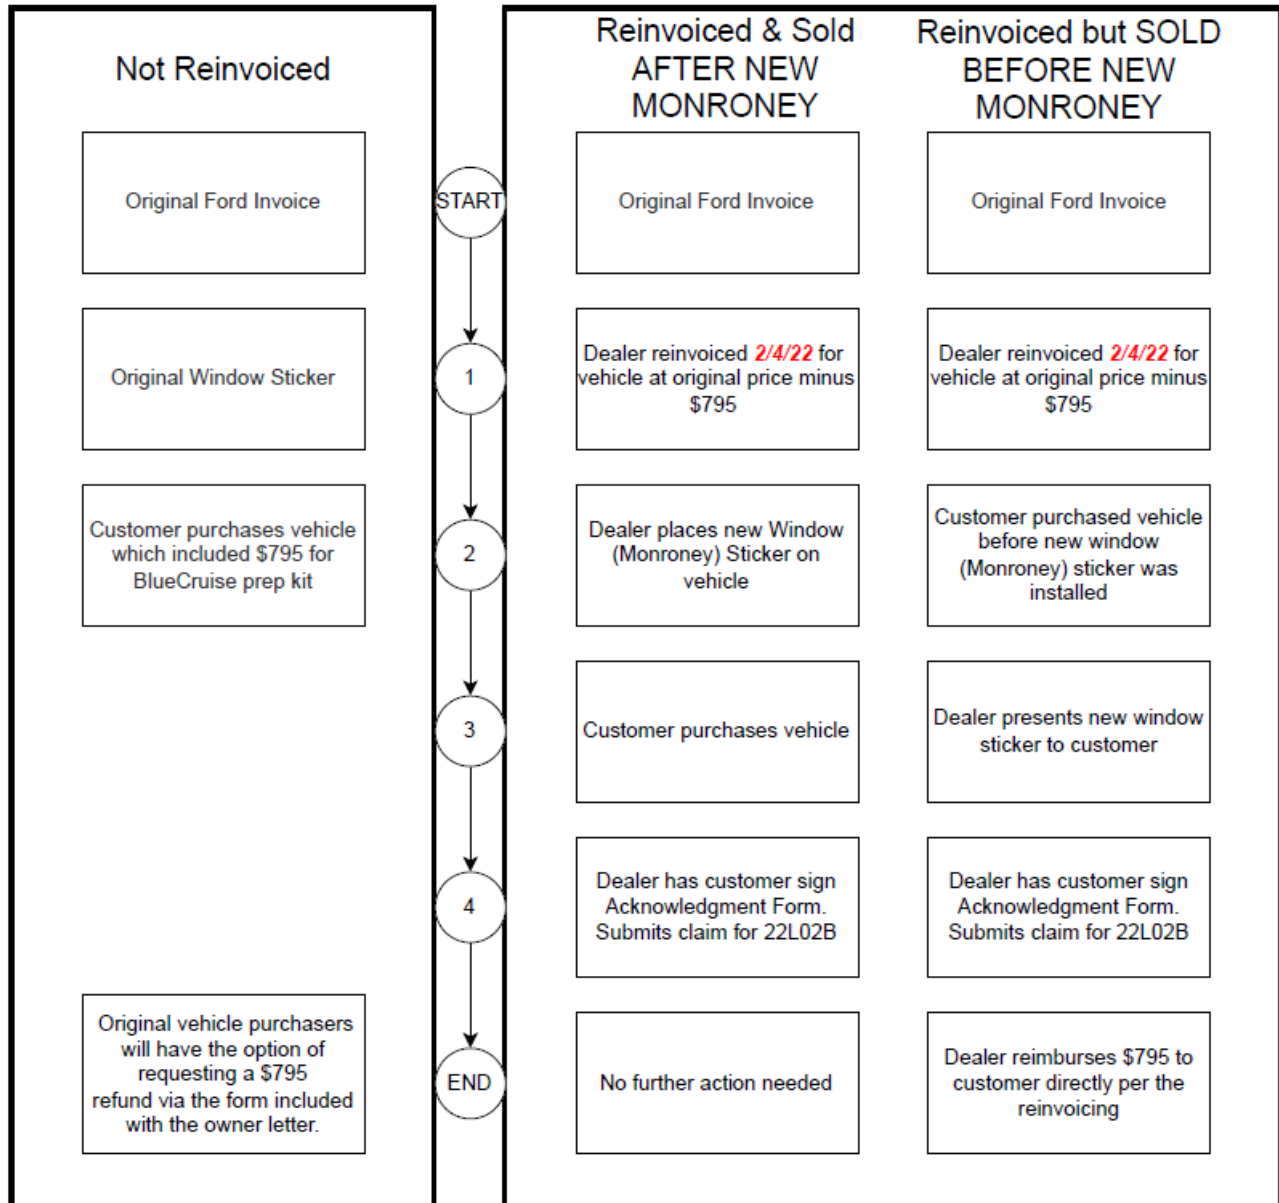 Not Reinvoiced
Original Ford Invoice
Original Window Sticker
Customer purchases vehicle
which included $795 for
BlueCruise prep kit
Original vehicle purchasers
will have the option of
requesting a $795
refund via the form included
with the owner letter.
START
1
2
3
4
END
Reinvoiced & Sold
AFTER NEW
MONRONEY
Original Ford Invoice
Dealer reinvoiced 2/4/22 for
vehicle at original price minus
$795
Dealer places new Window
(Monroney) Sticker on
vehicle
Customer purchases vehicle
Dealer has customer sign
Acknowledgment Form.
Submits claim for 22L02B
No further action needed
Reinvoiced but SOLD
BEFORE NEW
MONRONEY
Original Ford Invoice
Dealer reinvoiced 2/4/22 for
vehicle at original price minus
$795
Customer purchased vehicle
before new window
(Monroney) sticker was
installed
Dealer presents new window
sticker to customer
Dealer has customer sign
Acknowledgment Form.
Submits claim for 22L02B
Dealer reimburses $795 to
customer directly per the
reinvoicing